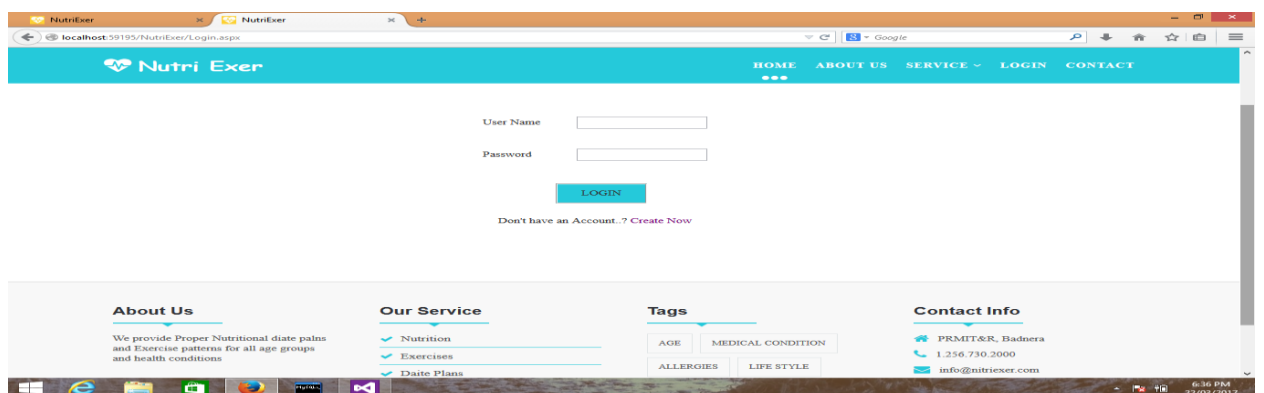 NutriExer
NutriExer
localhost:59195/NutriExer/Login.aspx
Google
Nutri Exer
HOME ABOUT US SERVICE LOGIN CONTACT
User Name
Password
LOGIN
Don't have an Account..? Create Now
About Us
We provide Proper Nutritional diate palns
and Exercise patterns for all age groups
and health conditions
Our Service
Nutrition
Exercises
Daite Plans
Tags
AGE MEDICAL CONDITION
ALLERGIES LIFE STYLE
Contact Info
PRMIT&R, Badnera
1.256.730.2000
info@nitriexer.com
6:36 PM